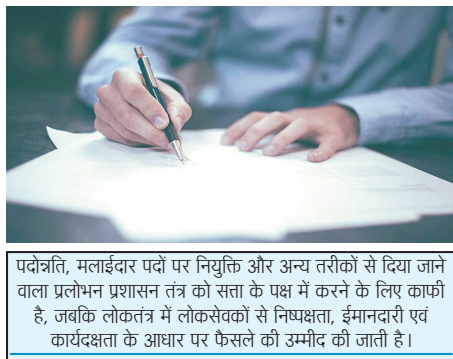 पदोन्नति, मलाईदार पदों पर नियुक्ति और अन्य तरीकों से दिया जाने
वाला प्रलोभन प्रशासन तंत्र को सत्ता के पक्ष में करने के लिए काफी
है, जबकि लोकतंत्र में लोकसेवकों से निष्पक्षता, ईमानदारी एवं
कार्यदक्षता के आधार पर फैसले की उम्मीद की जाती है।